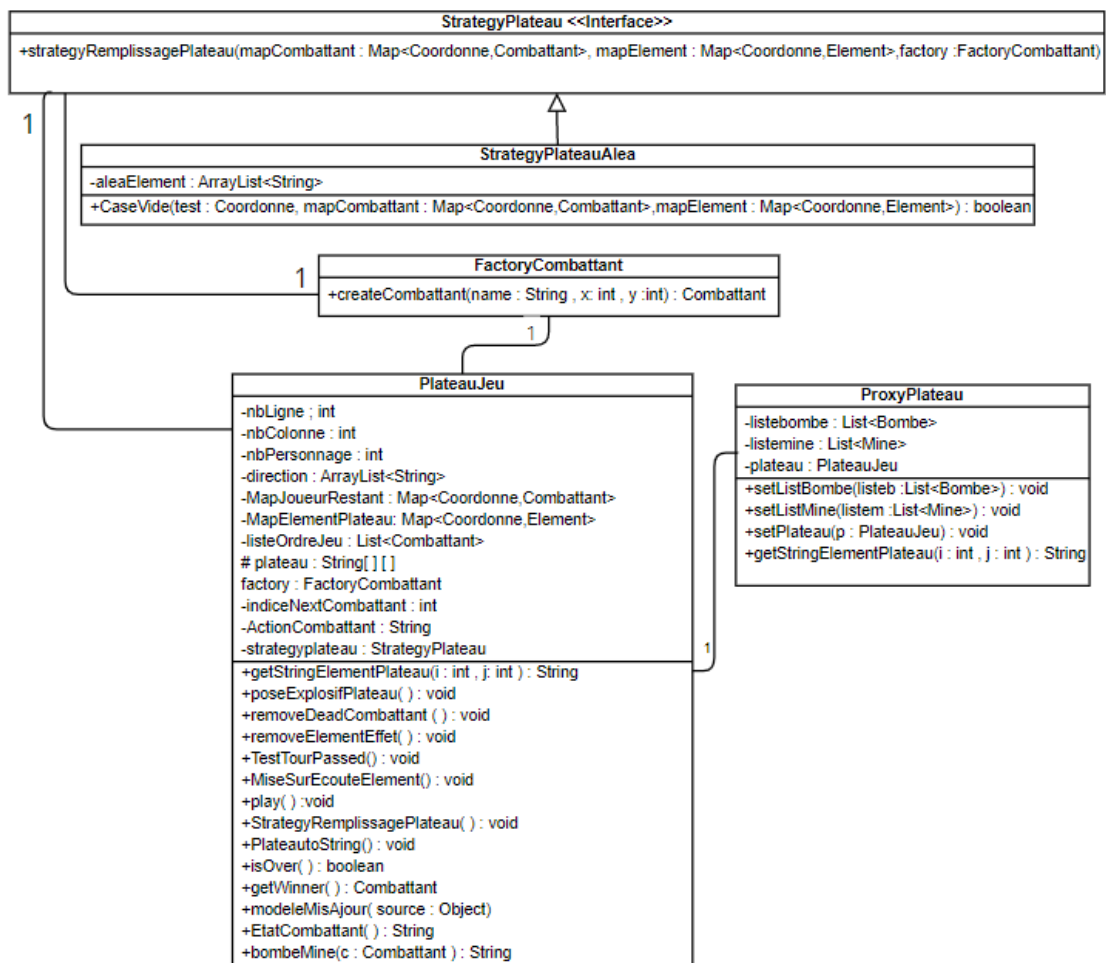 StrategyPlateau <<Interface>>
+strategyRemplissagePlateau(mapCombattant : Map<Coordonne,Combattant>, mapElement : Map<Coordonne,Element>,factory :FactoryCombattant)
1
StrategyPlateauAlea
-aleaElement : ArrayList<String>
+CaseVide(test : Coordonne, mapCombattant : Map<Coordonne,Combattant>,mapElement : Map<Coordonne,Element>) : boolean
1
FactoryCombattant
+createCombattant(name : String , x: int , y :int) : Combattant
1
PlateauJeu
-nbLigne ; int
-nbColonne : int
-nbPersonnage : int
-direction : ArrayList<String>
-MapJoueurRestant : Map<Coordonne,Combattant>
-MapElementPlateau: Map<Coordonne,Element>
-listeOrdreJeu : List<Combattant>
# plateau : String[ ] [ ]
factory : FactoryCombattant
-indiceNextCombattant : int
-ActionCombattant : String
-strategyplateau : StrategyPlateau
+getStringElementPlateau(i : int , j: int ) : String
+poseExplosifPlateau( ) : void
+removeDeadCombattant ( ) : void
+removeElementEffet( ) : void
+TestTourPassed() : void
+MiseSurEcouteElement() : void
+play( ) :void
+StrategyRemplissagePlateau( ) : void
+PlateautoString() : void
+isOver( ) : boolean
+getWinner( ) : Combattant
+modeleMisAjour( source : Object)
+EtatCombattant( ) : String
+bombeMine(c : Combattant ) : String
1
ProxyPlateau
-listebombe : List<Bombe>
-listemine : List<Mine>
-plateau : PlateauJeu
+setListBombe(listeb :List<Bombe>) : void
+setListMine(listem :List<Mine>) : void
+setPlateau(p : PlateauJeu) : void
+getStringElementPlateau(i : int , j : int ) : String